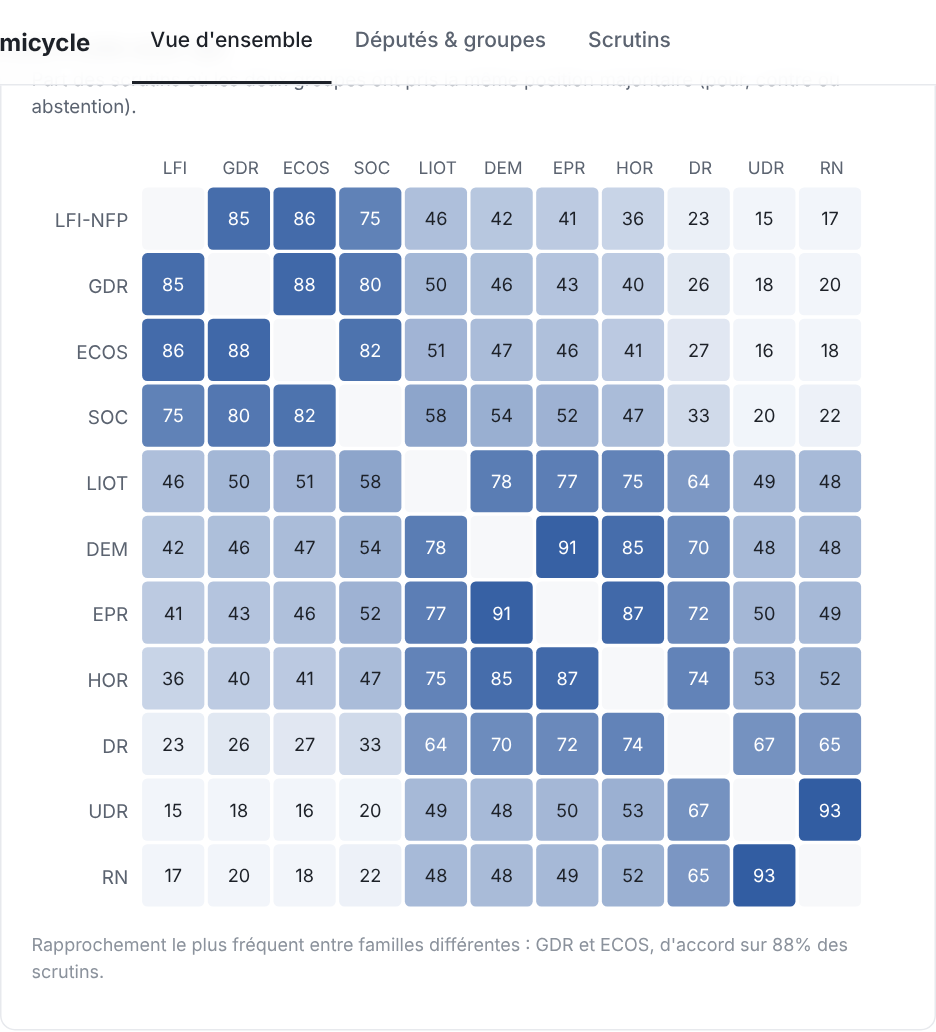 micycle Vue d'ensemble Députés & groupes Scrutins
abstention).
LFI GDR ECOS SOC LIOT DEM EPR HOR DR UDR RN
LFI-NFP 85 86 75 46 42 41 36 23 15 17
GDR 85 88 80 50 46 43 40 26 18 20
ECOS 86 88 82 51 47 46 41 27 16 18
SOC 75 80 82 58 54 52 47 33 20 22
LIOT 46 50 51 58 78 77 75 64 49 48
DEM 42 46 47 54 78 91 85 70 48 48
EPR 41 43 46 52 77 91 87 72 50 49
HOR 36 40 41 47 75 85 87 74 53 52
DR 23 26 27 33 64 70 72 74 67 65
UDR 15 18 16 20 49 48 50 53 67 93
RN 17 20 18 22 48 48 49 52 65 93
Rapprochement le plus fréquent entre familles différentes : GDR et ECOS, d'accord sur 88% des
scrutins.